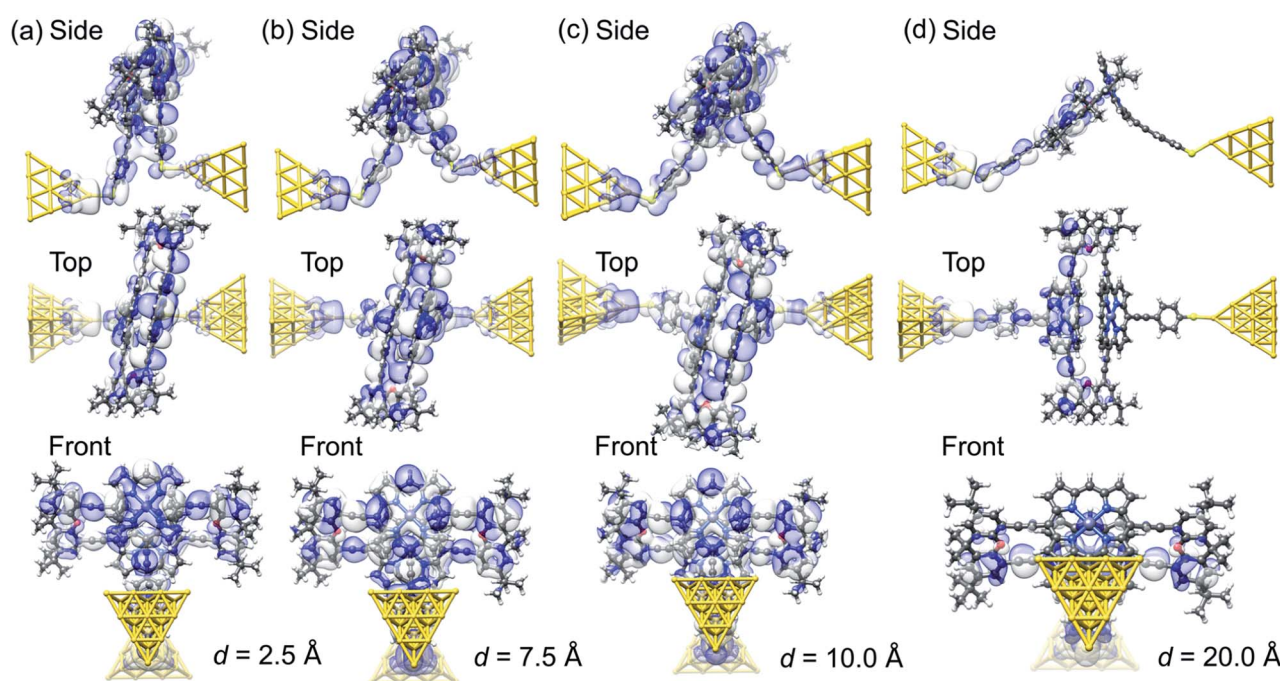 (a) Side
(b) Side
(c) Side
(d) Side
Top
Top
Top
Top
Front
Front
Front
Front
d = 2.5 Å
d = 7.5 Å
d = 10.0 Å
d = 20.0 Å